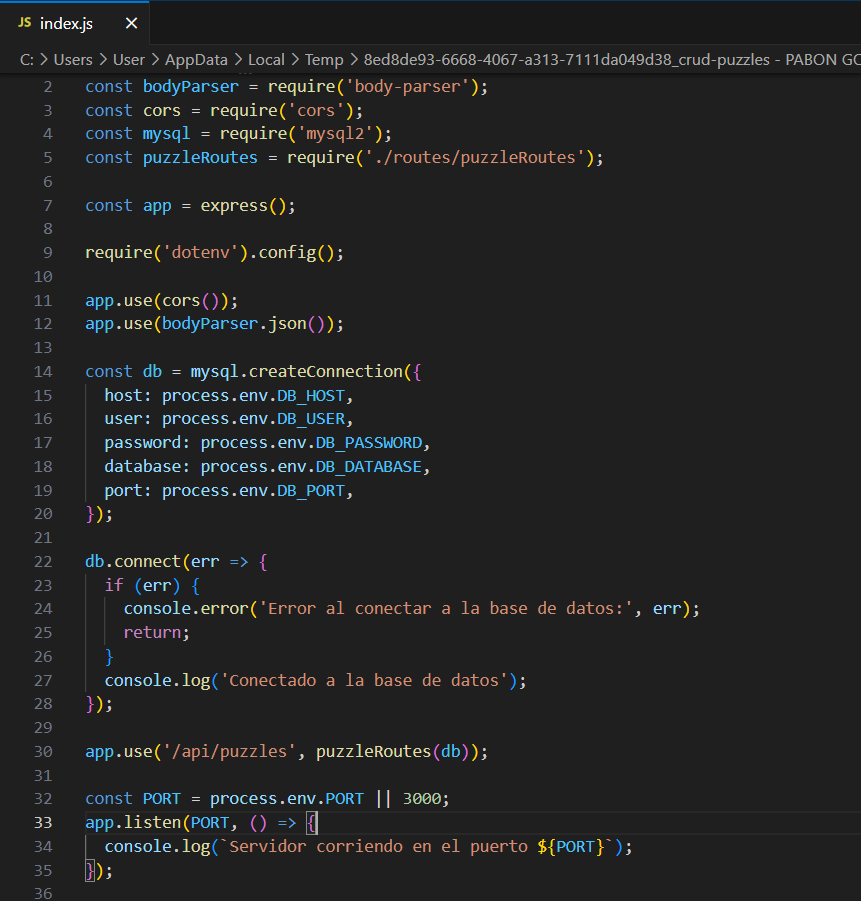 JS index.js ×
C: > Users > User > AppData > Local > Temp > 8ed8de93-6668-4067-a313-7111da049d38_crud-puzzles - PABON
2 const bodyParser = require('body-parser');
3 const cors = require('cors');
4 const mysql = require('mysql2');
5 const puzzleRoutes = require('./routes/puzzleRoutes');
6
7 const app = express();
8
9 require('dotenv').config();
10
11 app.use(cors());
12 app.use(bodyParser.json());
13
14 const db = mysql.createConnection({
15   host: process.env.DB_HOST,
16   user: process.env.DB_USER,
17   password: process.env.DB_PASSWORD,
18   database: process.env.DB_DATABASE,
19   port: process.env.DB_PORT,
20 });
21
22 db.connect(err => {
23   if (err) {
24     console.error('Error al conectar a la base de datos:', err);
25     return;
26   }
27   console.log('Conectado a la base de datos');
28 });
29
30 app.use('/api/puzzles', puzzleRoutes(db));
31
32 const PORT = process.env.PORT || 3000;
33 app.listen(PORT, () => {
34   console.log(`Servidor corriendo en el puerto ${PORT}`);
35 });
36